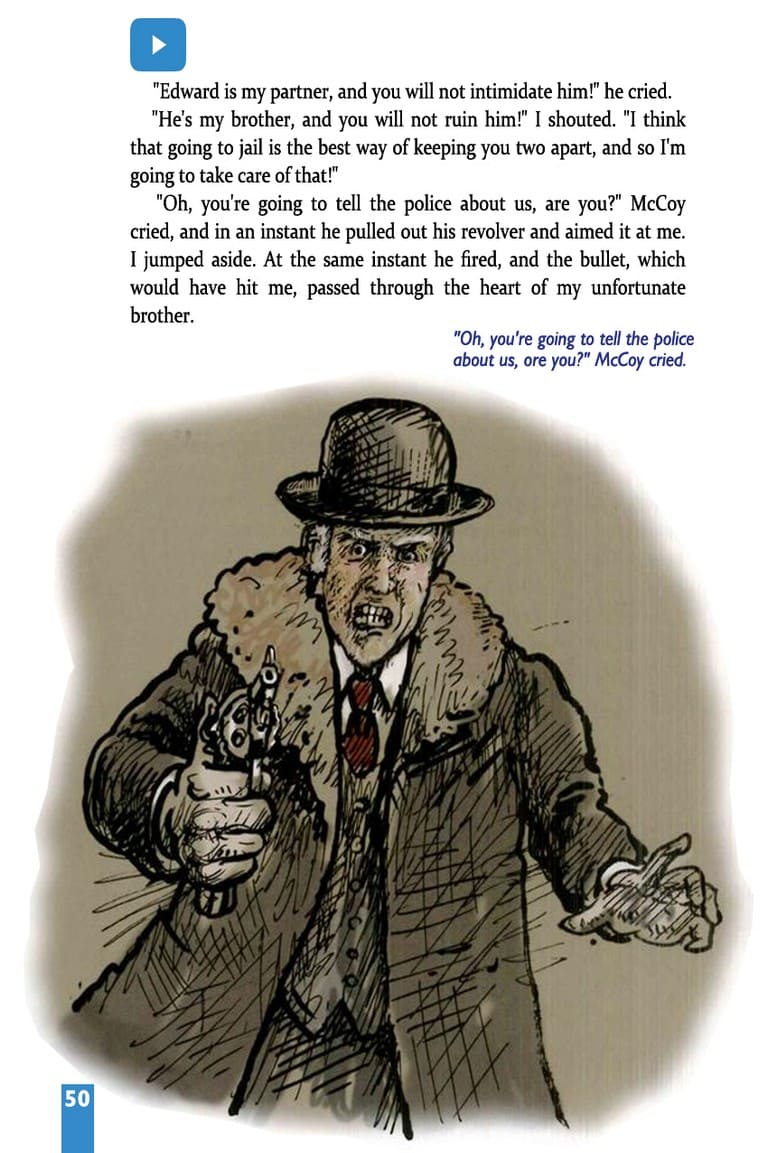 "Edward is my partner, and you will not intimidate him!" he cried.
"He's my brother, and you will not ruin him!" I shouted. "I think
that going to jail is the best way of keeping you two apart, and so I'm
going to take care of that!"
"Oh, you're going to tell the police about us, are you?" McCoy
cried, and in an instant he pulled out his revolver and aimed it at me.
I jumped aside. At the same instant he fired, and the bullet, which
would have hit me, passed through the heart of my unfortunate
brother.
"Oh, you're going to tell the police
about us, ore you?" McCoy cried.
50